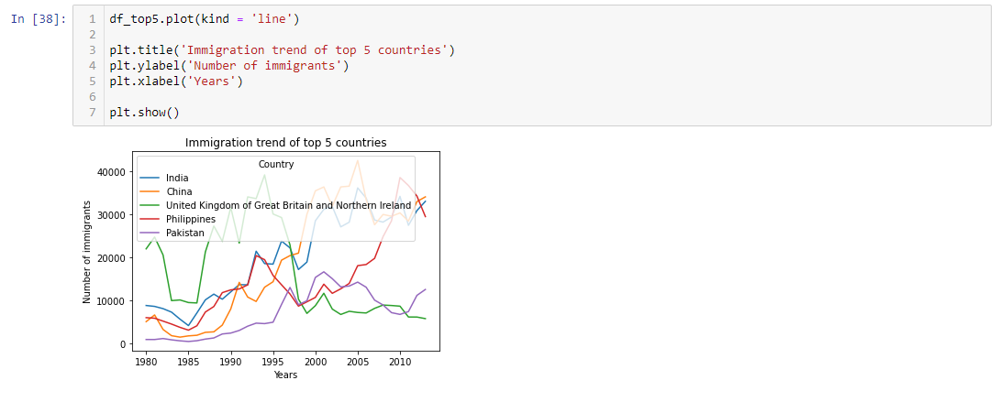 In [38]:
1 df_top5.plot(kind = 'line')
2
3 plt.title('Immigration trend of top 5 countries')
4 plt.ylabel('Number of immigrants')
5 plt.xlabel('Years')
6
7 plt.show()
Immigration trend of top 5 countries
Country
India
China
United Kingdom of Great Britain and Northern Ireland
Philippines
Pakistan
Number of immigrants
40000
30000
20000
10000
0
1980 1985 1990 1995 2000 2005 2010
Years